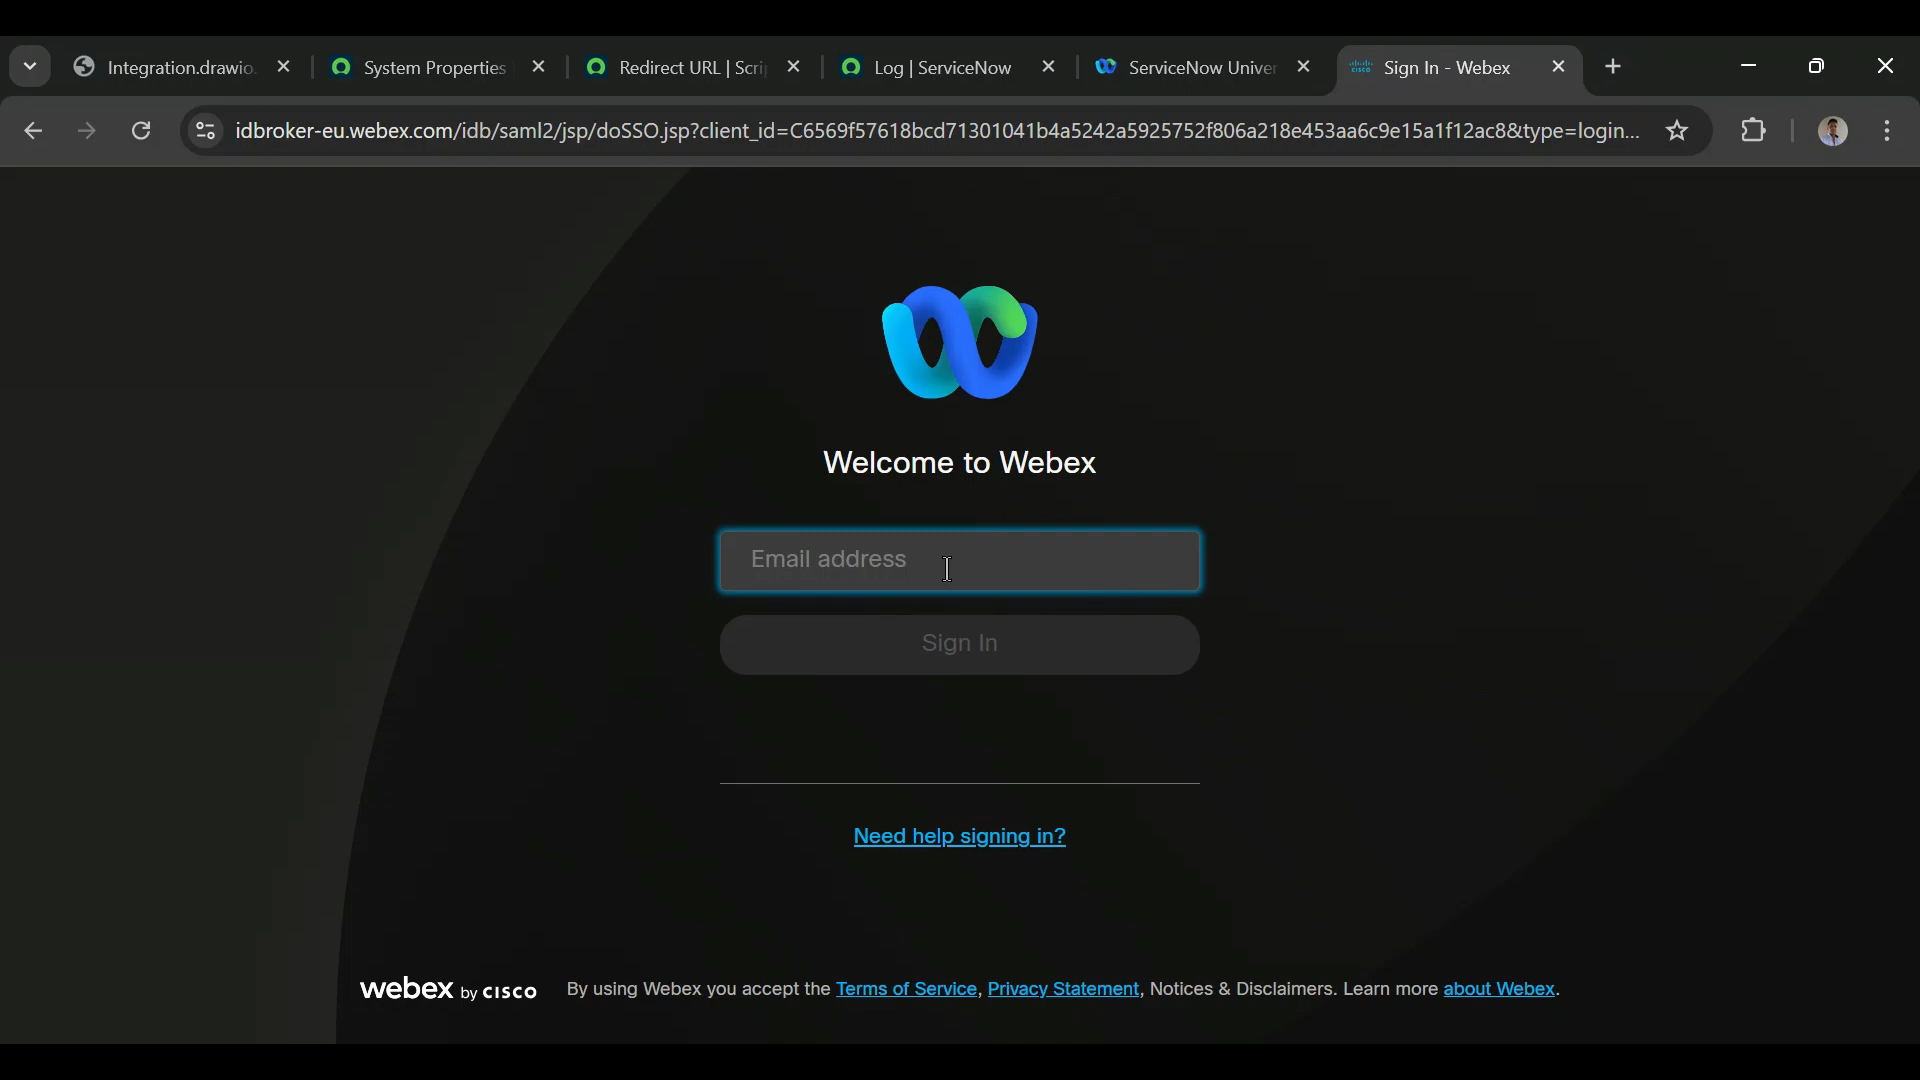 Integration.drawio
System Properties
Redirect URL | Scri
Log | ServiceNow
ServiceNow Univer
Sign In - Webex
idbroker-eu.webex.com/idb/saml2/jsp/doSSO.jsp?client_id=C6569f57618bcd71301041b4a5242a5925752f806a218e453aa6c9e15a1f12ac8&type=login...
Welcome to Webex
Email address
Sign In
Need help signing in?
webex by CISCO
By using Webex you accept the Terms of Service, Privacy Statement, Notices & Disclaimers. Learn more about Webex.